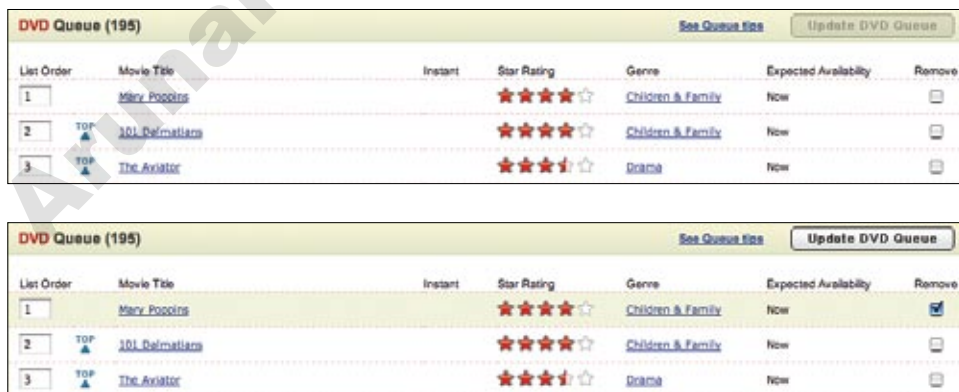 DVD Queue (195) See Queue tips Update DVD Queue
List Order Movie Title Instant Star Rating Genre Expected Availability Remove
1 Mary Poppins Children & Family Now
2 TOP 101 Dalmatians Children & Family Now
3 TOP The Aviator Drama Now
DVD Queue (195) See Queue tips Update DVD Queue
List Order Movie Title Instant Star Rating Genre Expected Availability Remove
1 Mary Poppins Children & Family Now
2 TOP 101 Dalmatians Children & Family Now
3 TOP The Aviator Drama Now